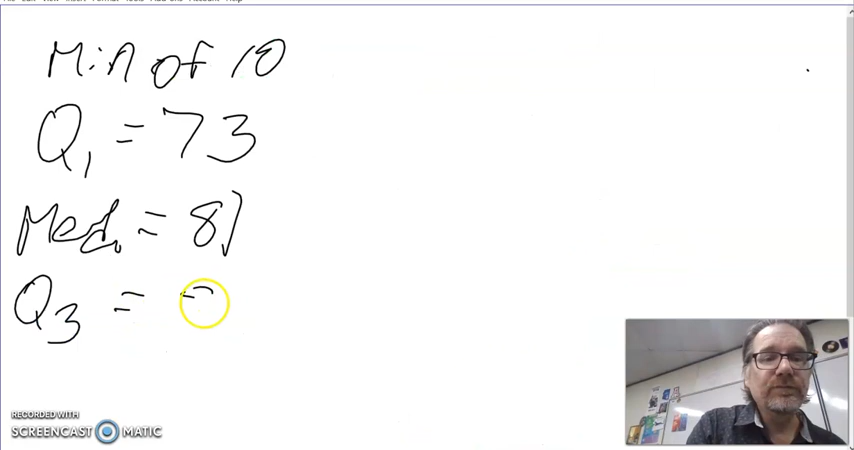 Min of 10
Q1 = 73
Med. = 81
Q3 =
RECORDED WITH
SCREENCAST MATIC